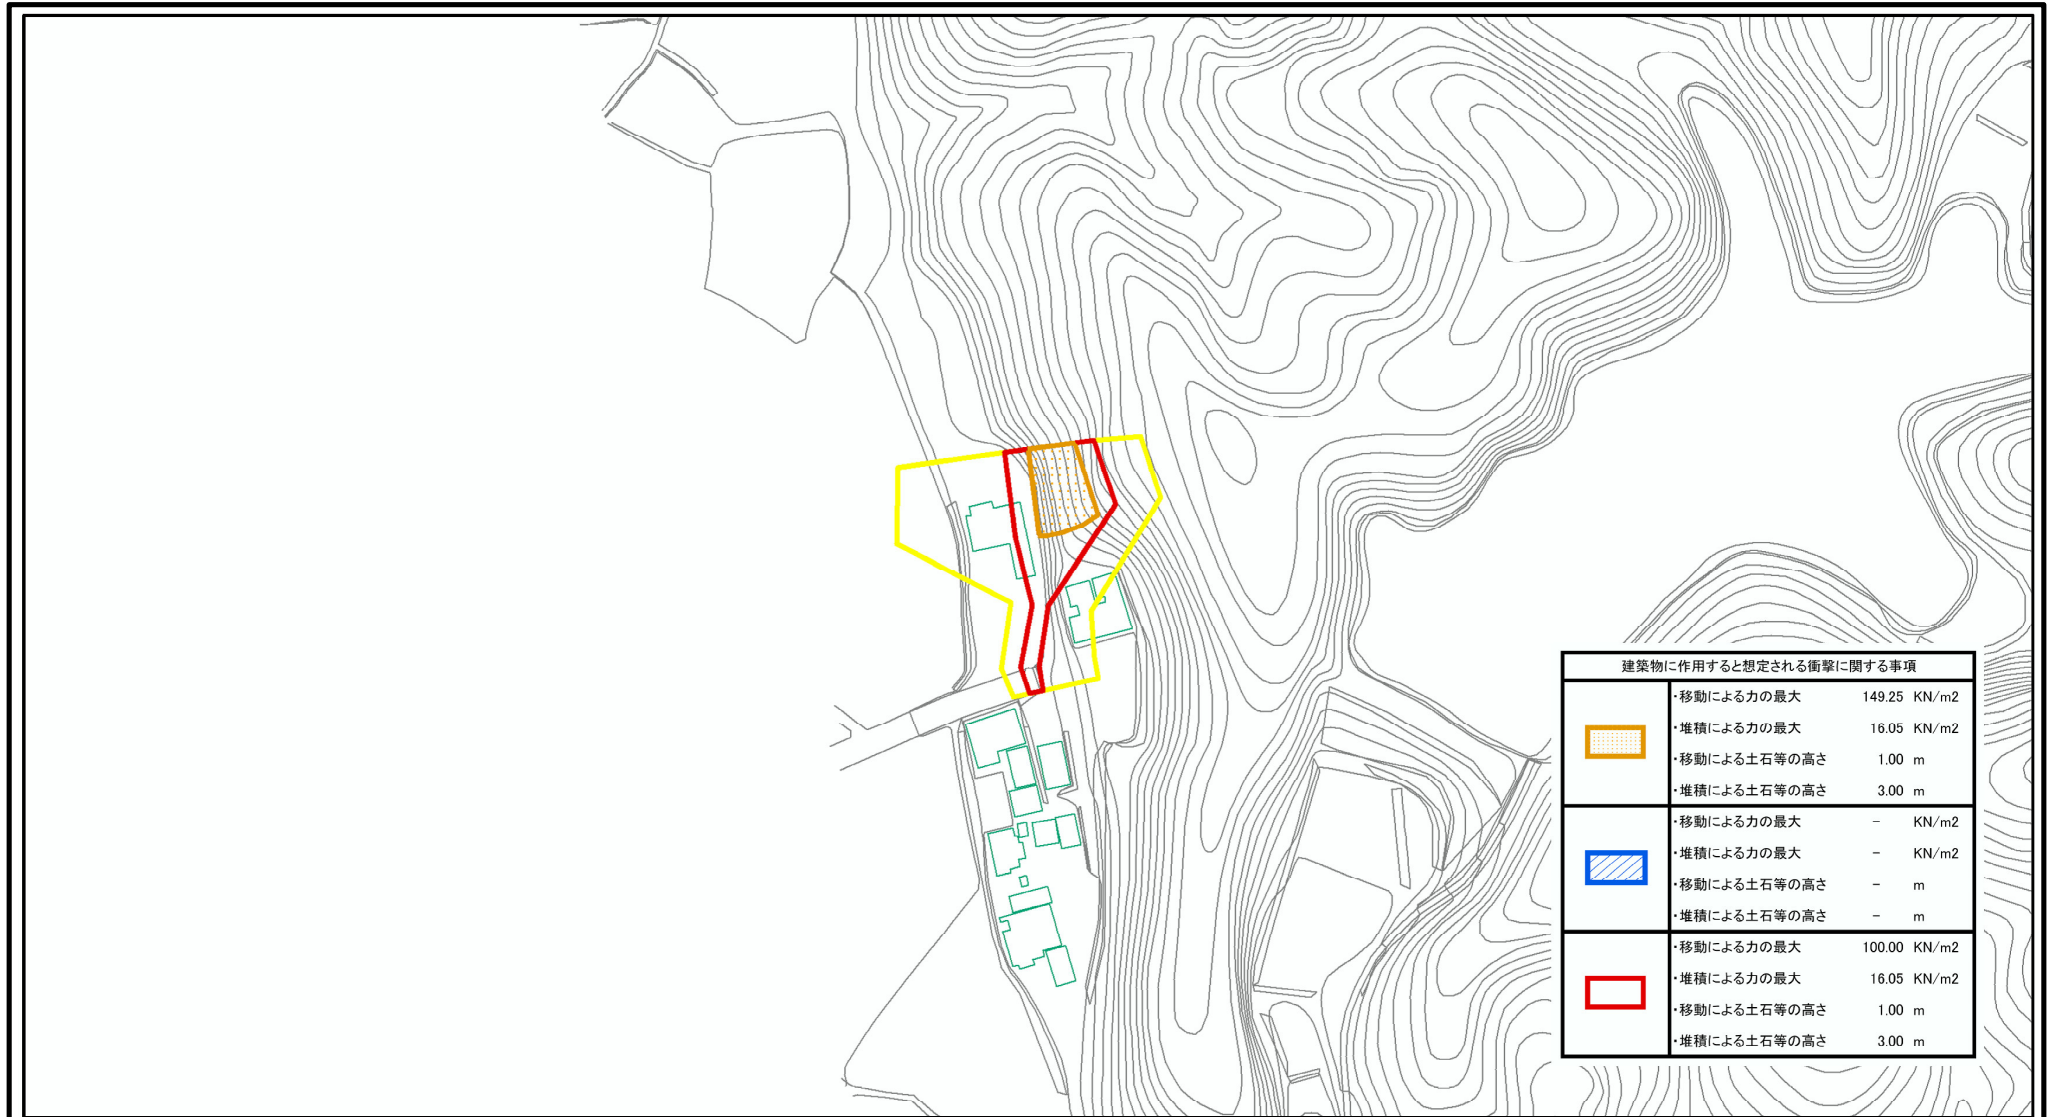 建築物に作用すると想定される衝撃に関する事項
・移動による力の最大 149.25 KN/m2
・堆積による力の最大 16.05 KN/m2
・移動による土石等の高さ 1.00 m
・堆積による土石等の高さ 3.00 m
・移動による力の最大 － KN/m2
・堆積による力の最大 － KN/m2
・移動による土石等の高さ － m
・堆積による土石等の高さ － m
・移動による力の最大 100.00 KN/m2
・堆積による力の最大 16.05 KN/m2
・移動による土石等の高さ 1.00 m
・堆積による土石等の高さ 3.00 m